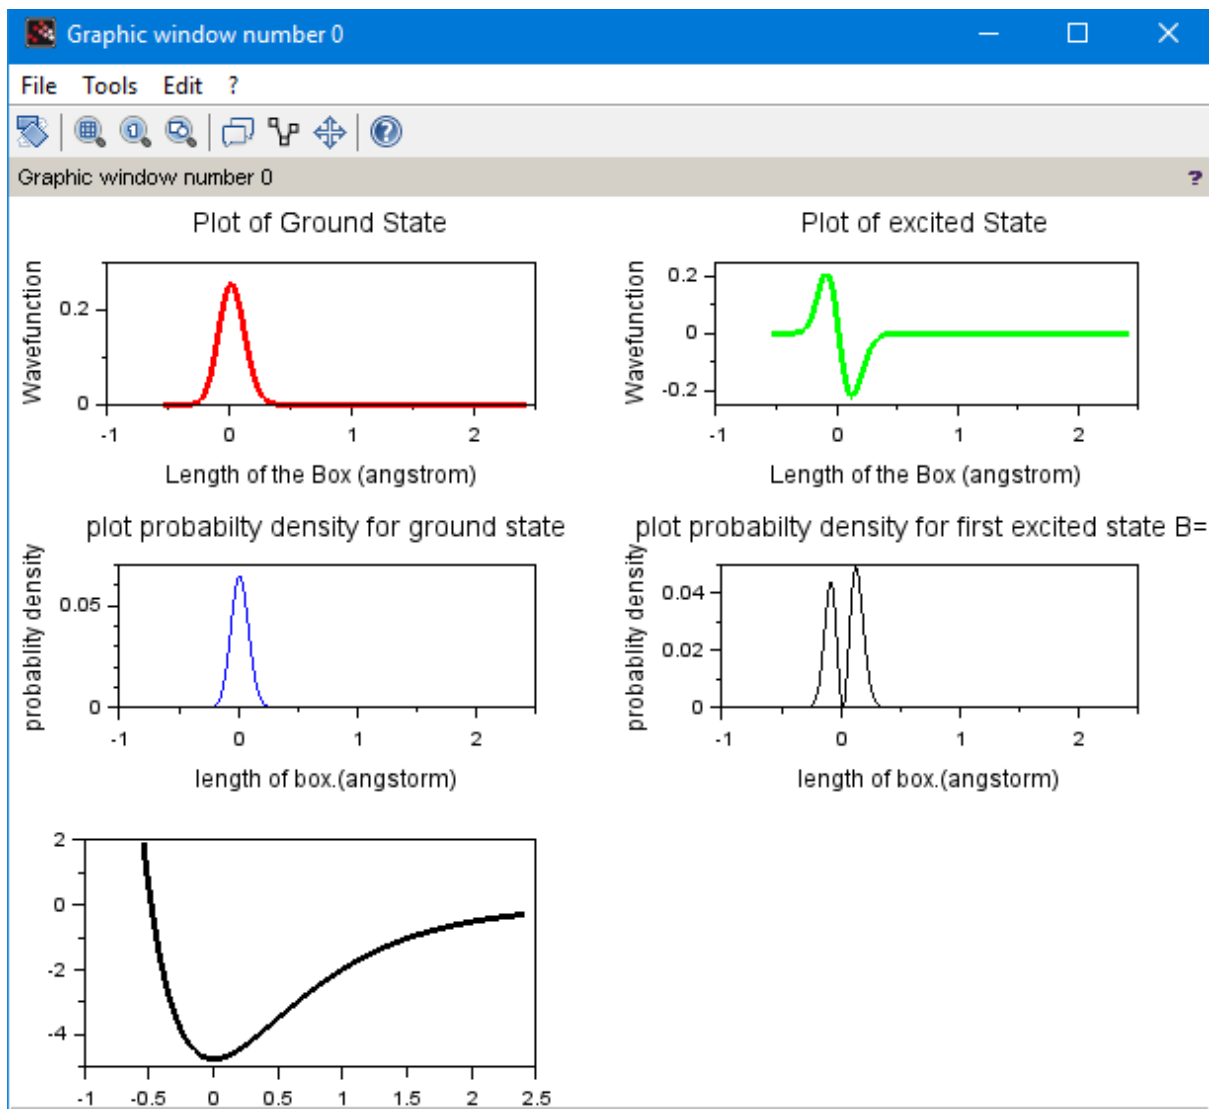 Graphic window number 0
File Tools Edit ?
Graphic window number 0 ?
Plot of Ground State
Wavefunction
0.2
0
-1 0 1 2
Length of the Box (angstrom)
Plot of excited State
Wavefunction
0.2
0
-0.2
-1 0 1 2
Length of the Box (angstrom)
plot probabilty density for ground state
probablity density
0.05
0
-1 0 1 2
length of box.(angstorm)
plot probabilty density for first excited state B=
probablity density
0.04
0.02
0
-1 0 1 2
length of box.(angstorm)
2
0
-2
-4
-1 -0.5 0 0.5 1 1.5 2 2.5